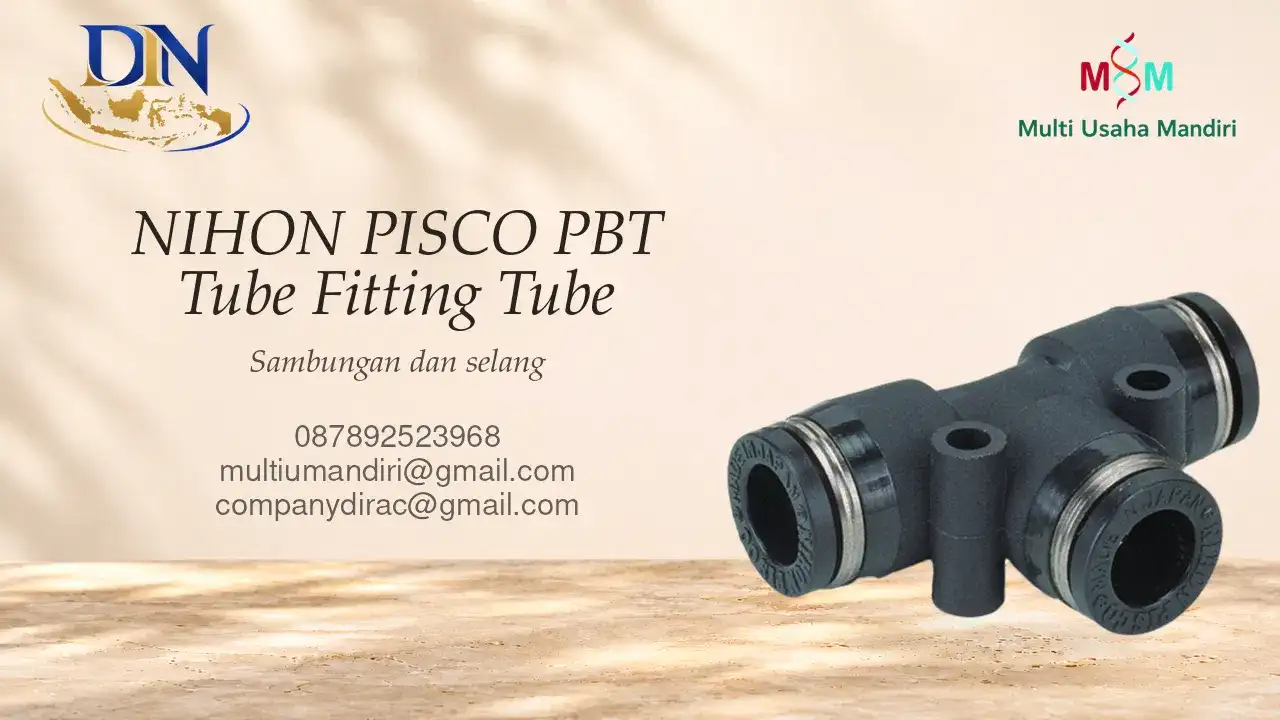 DN
MSM
Multi Usaha Mandiri
NIHON PISCO PBT
Tube Fitting Tube
Sambungan dan selang
087892523968
multiumandiri@gmail.com
companydirac@gmail.com